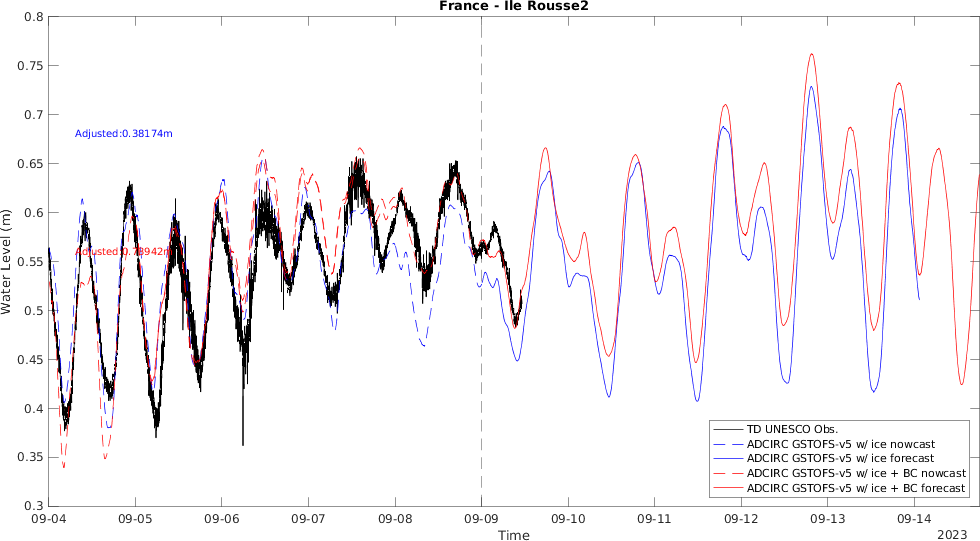 France - Ile Rousse2
0.8
0.75
0.7
0.65
0.6
0.55
0.5
0.45
0.4
0.35
0.3
Water Level (m)
Adjusted:0.38174m
Adjusted:0.78942m
TD UNESCO Obs.
ADCIRC GSTOFS-v5 w/ ice nowcast
ADCIRC GSTOFS-v5 w/ ice forecast
ADCIRC GSTOFS-v5 w/ ice + BC nowcast
ADCIRC GSTOFS-v5 w/ ice + BC forecast
09-04 09-05 09-06 09-07 09-08 09-09 09-10 09-11 09-12 09-13 09-14
Time
2023